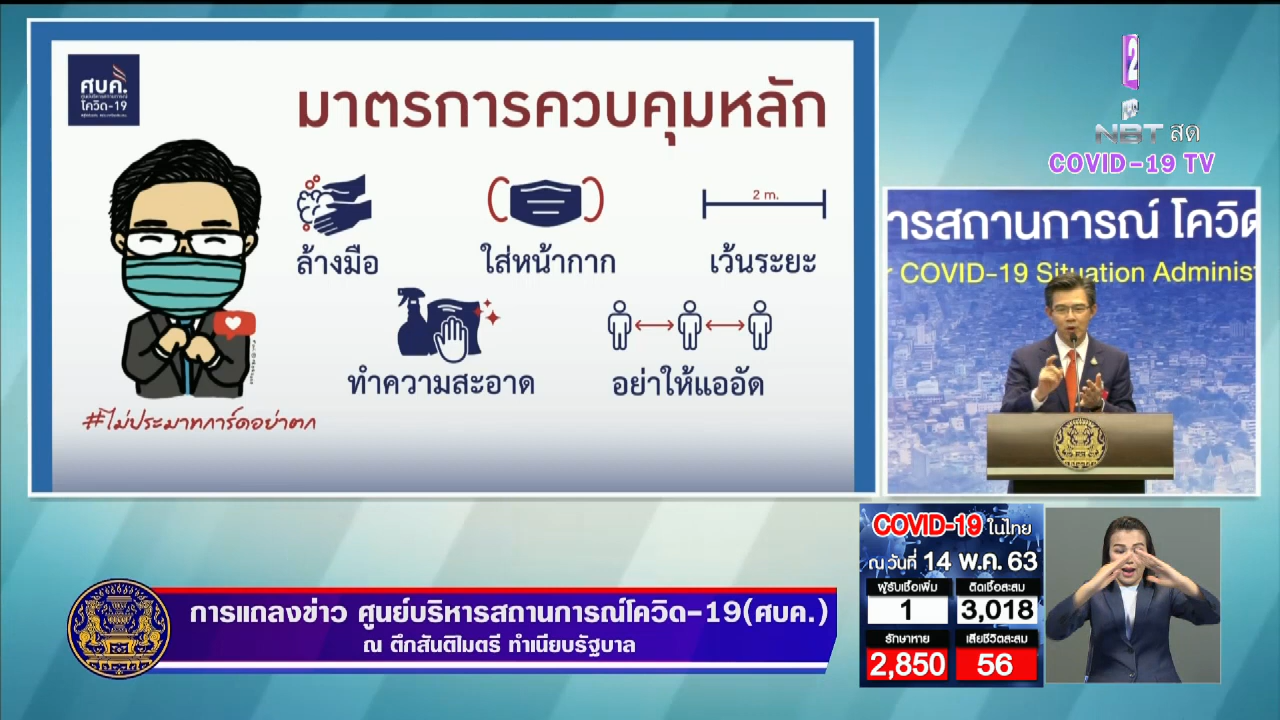 ศบค.
โควิด-19
มาตรการควบคุมหลัก
ล้างมือ
ใส่หน้ากาก
2 m.
เว้นระยะ
ทำความสะอาด
อย่าให้แออัด
#ไม่ประมาทการ์ดอย่าตก
2
NBT สด
COVID-19 TV
ารสถานการณ์ โควิด
r COVID-19 Situation Adminis
COVID-19 ในไทย
ณ วันที่ 14 พ.ค. 63
ผู้รับเชื้อเพิ่ม
ติดเชื้อสะสม
1
3,018
รักษาหาย
เสียชีวิตสะสม
2,850
56
การแถลงข่าว ศูนย์บริหารสถานการณ์โควิด-19(ศบค.)
ณ ตึกสันติไมตรี ทำเนียบรัฐบาล